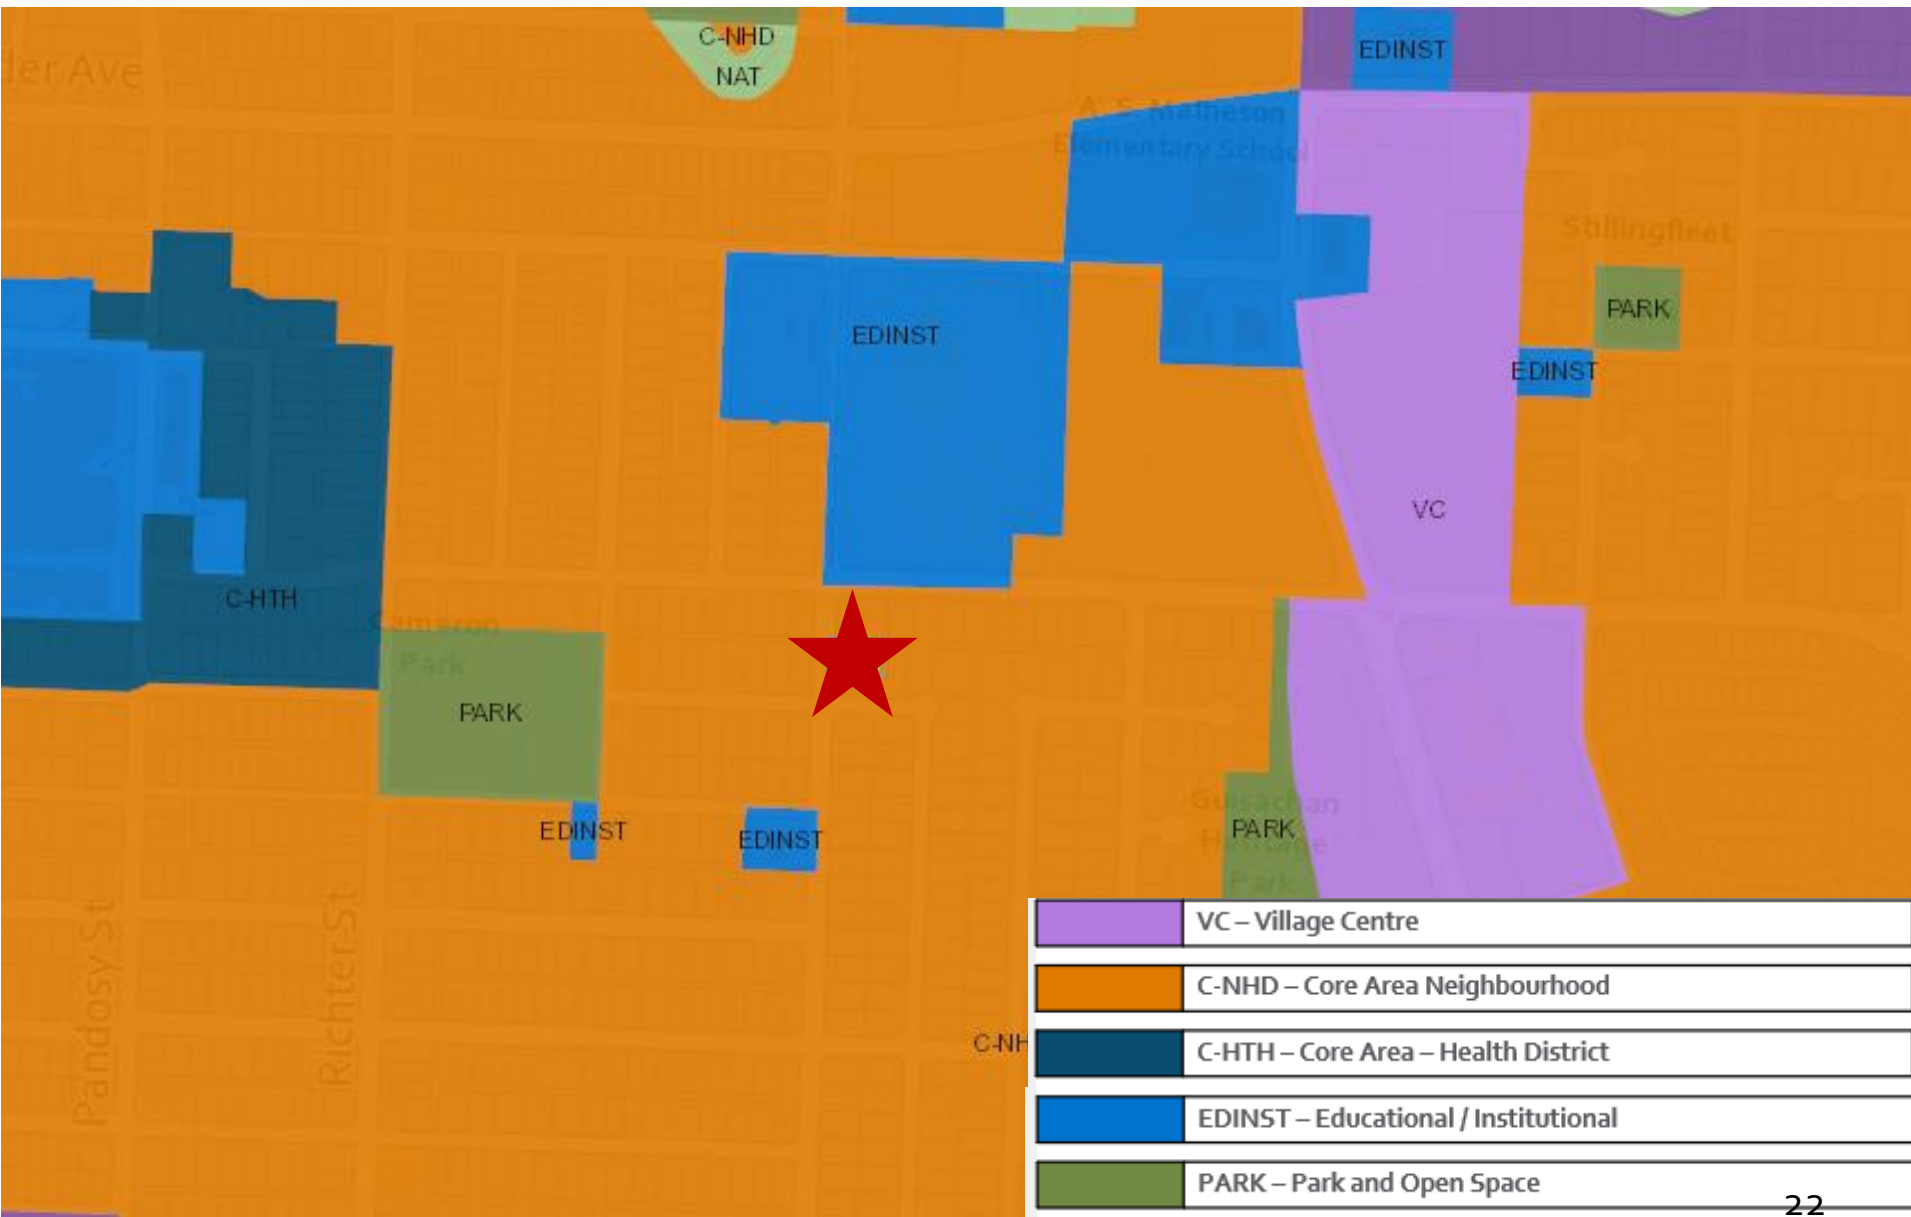 C-NHD
NAT
EDINST
der Ave
A. S. Matheson
Elementary School
Stillingfleet
PARK
EDINST
EDINST
VC
C-HTH
Cameron
Park
PARK
EDINST
EDINST
Guisachan
PARK
Heritage
Park
Pandosy St
Richter St
C-NH
VC – Village Centre
C-NHD – Core Area Neighbourhood
C-HTH – Core Area – Health District
EDINST – Educational / Institutional
PARK – Park and Open Space
22